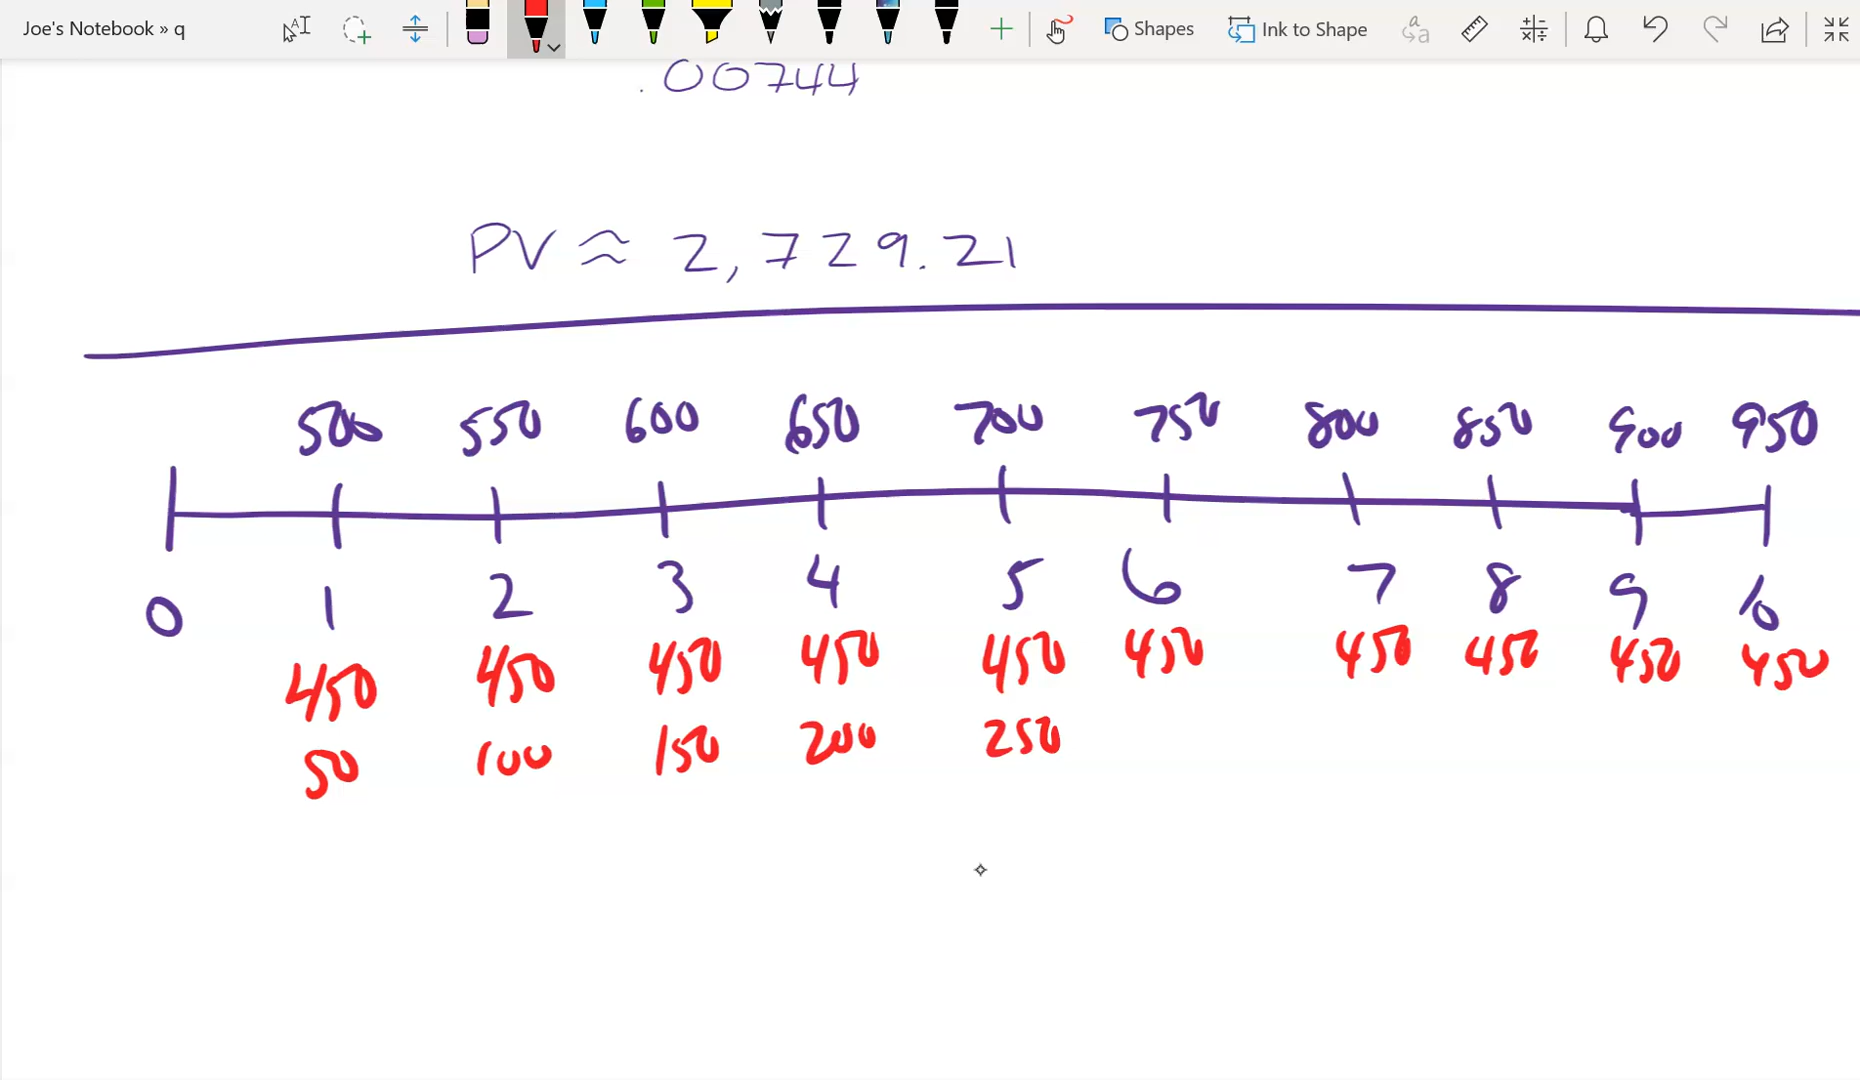 Joe's Notebook » q
Shapes
Ink to Shape
.00744
PV ≈ 2,729.21
500 550 600 650 700 750 800 850 900 950
0 1 2 3 4 5 6 7 8 9 10
450 450 450 450 450 450 450 450 450 450
50 100 150 200 250